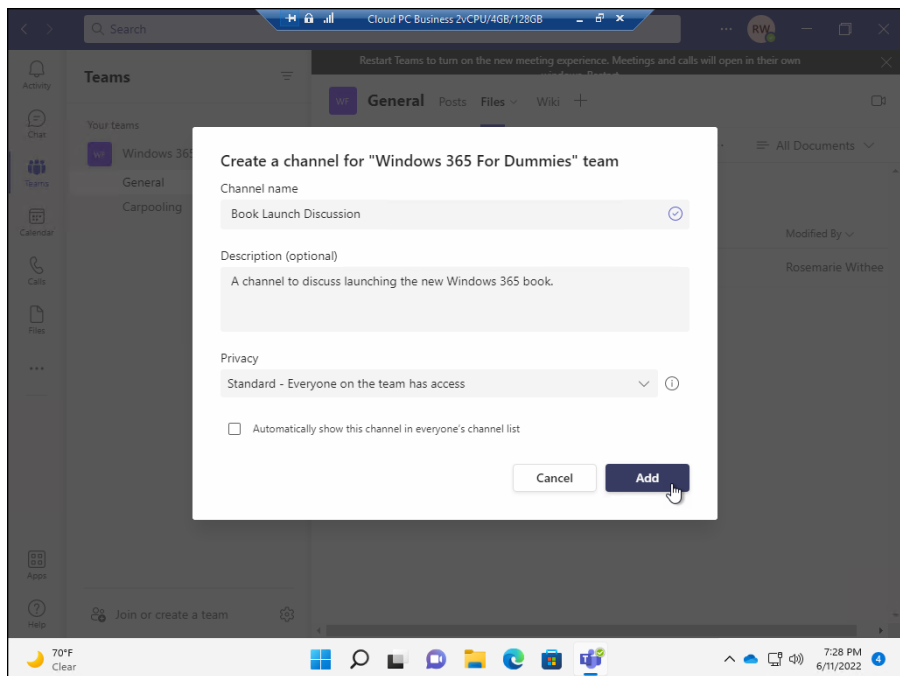 Cloud PC Business 2vCPU/4GB/128GB
Search
RW
Restart Teams to turn on the new meeting experience. Meetings and calls will open in their own
Activity
Teams
WF General Posts Files Wiki
Your teams
Chat
WF Windows 365
All Documents
Teams
General
Carpooling
Calendar
Modified By
Calls
Rosemarie Withee
Files
Create a channel for "Windows 365 For Dummies" team
Channel name
Book Launch Discussion
Description (optional)
A channel to discuss launching the new Windows 365 book.
Privacy
Standard - Everyone on the team has access
Automatically show this channel in everyone's channel list
Cancel
Add
Apps
Join or create a team
Help
70°F
Clear
7:28 PM
6/11/2022
4